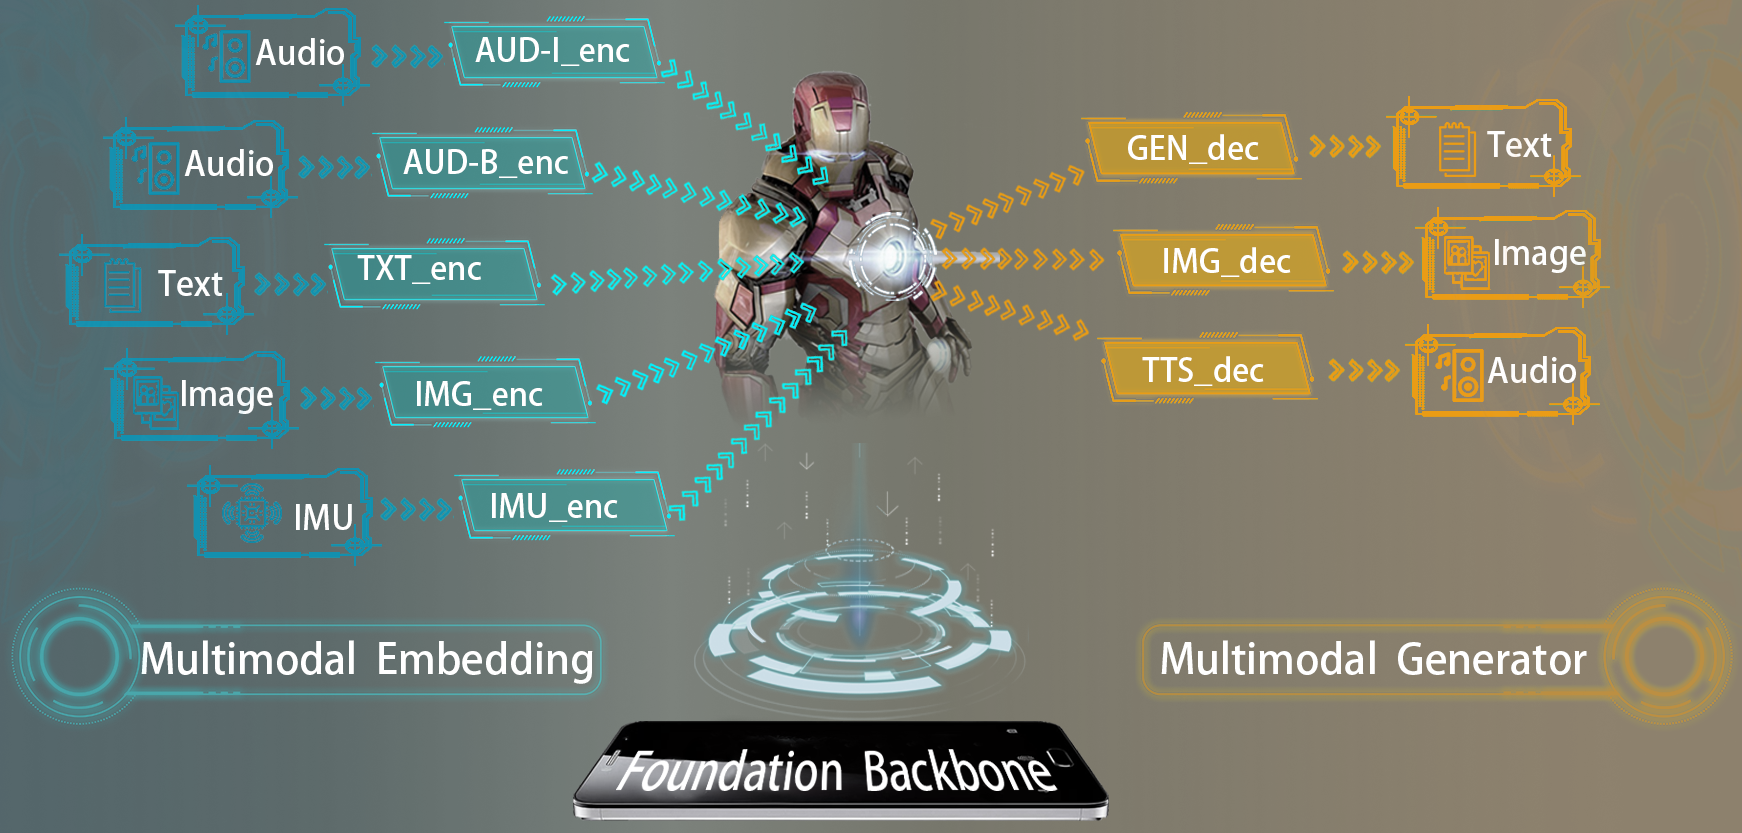 Audio
AUD-I_enc
Audio
AUD-B_enc
Text
TXT_enc
Image
IMG_enc
IMU
IMU_enc
GEN_dec
Text
IMG_dec
Image
TTS_dec
Audio
Multimodal Embedding
Multimodal Generator
Foundation Backbone